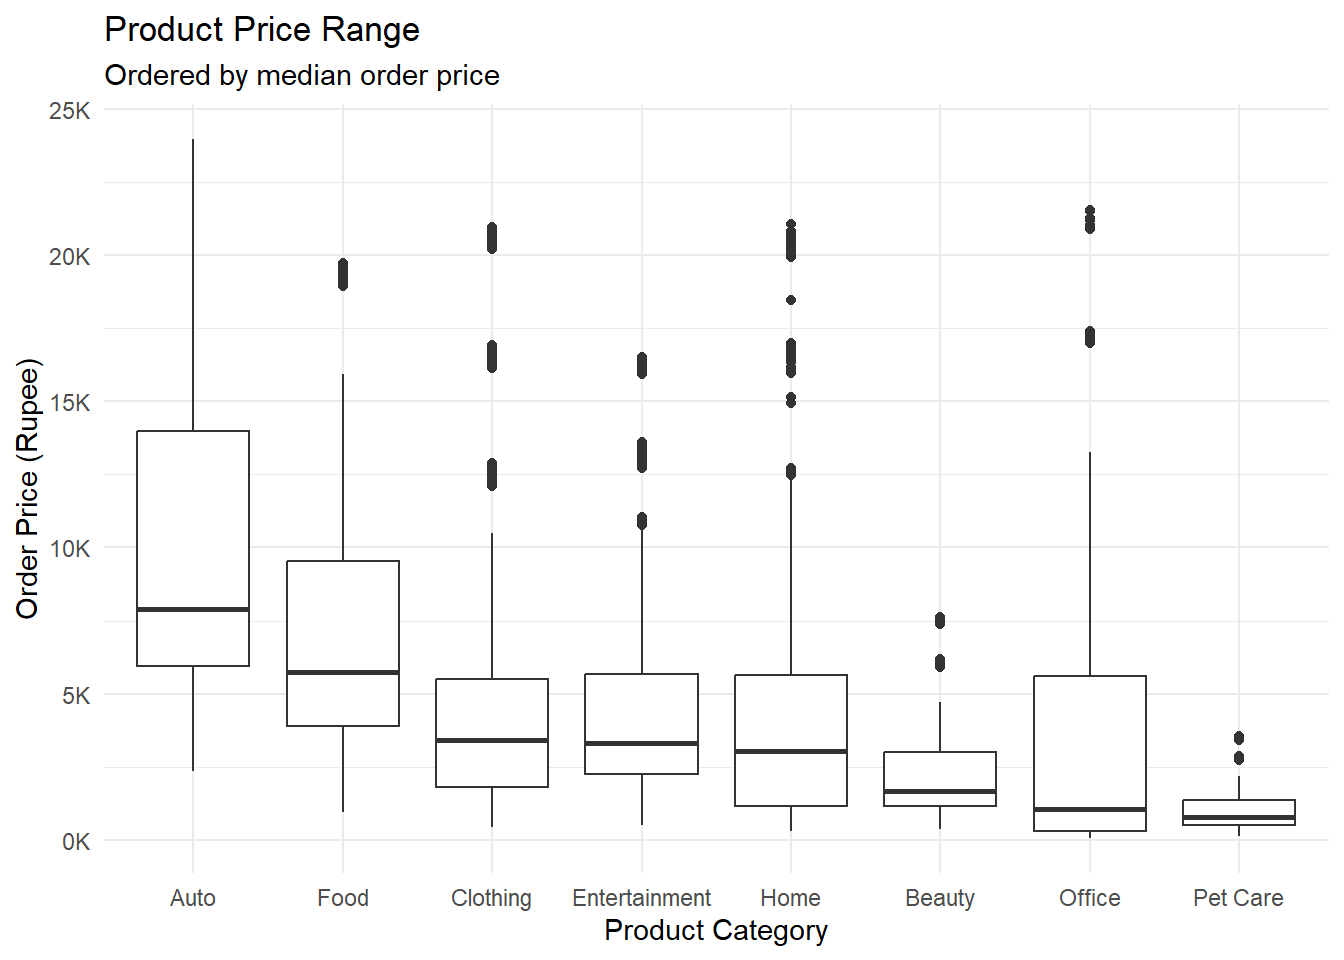 Product Price Range
Ordered by median order price
25K
20K
15K
10K
5K
0K
Order Price (Rupee)
Auto Food Clothing Entertainment Home Beauty Office Pet Care
Product Category